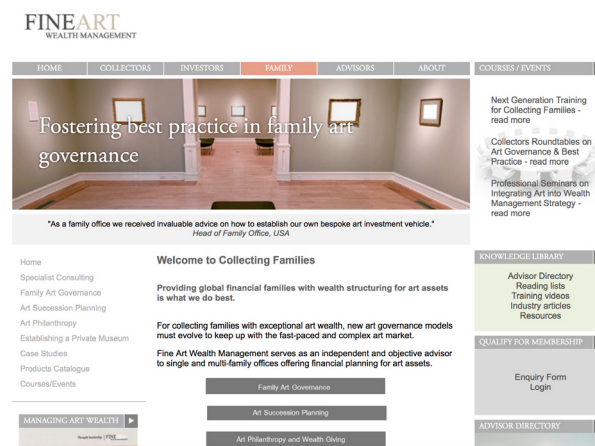 FINEART
WEALTH MANAGEMENT
HOME
COLLECTORS
INVESTORS
FAMILY
ADVISORS
ABOUT
COURSES / EVENTS
Fostering best practice in family art
governance
Next Generation Training
for Collecting Families -
read more
Collectors Roundtables on
Art Governance & Best
Practice - read more
Professional Seminars on
Integrating Art into Wealth
Management Strategy -
read more
"As a family office we received invaluable advice on how to establish our own bespoke art investment vehicle."
Head of Family Office, USA
Home
Specialist Consulting
Family Art Governance
Art Succession Planning
Art Philanthropy
Establishing a Private Museum
Case Studies
Products Catalogue
Courses/Events
MANAGING ART WEALTH
thought leadership | FINEART
Welcome to Collecting Families
Providing global financial families with wealth structuring for art assets
is what we do best.
For collecting families with exceptional art wealth, new art governance models
must evolve to keep up with the fast-paced and complex art market.
Fine Art Wealth Management serves as an independent and objective advisor
to single and multi-family offices offering financial planning for art assets.
Family Art Governance
Art Succession Planning
Art Philanthropy and Wealth Giving
KNOWLEDGE LIBRARY
Advisor Directory
Reading lists
Training videos
Industry articles
Resources
QUALIFY FOR MEMBERSHIP
Enquiry Form
Login
ADVISOR DIRECTORY